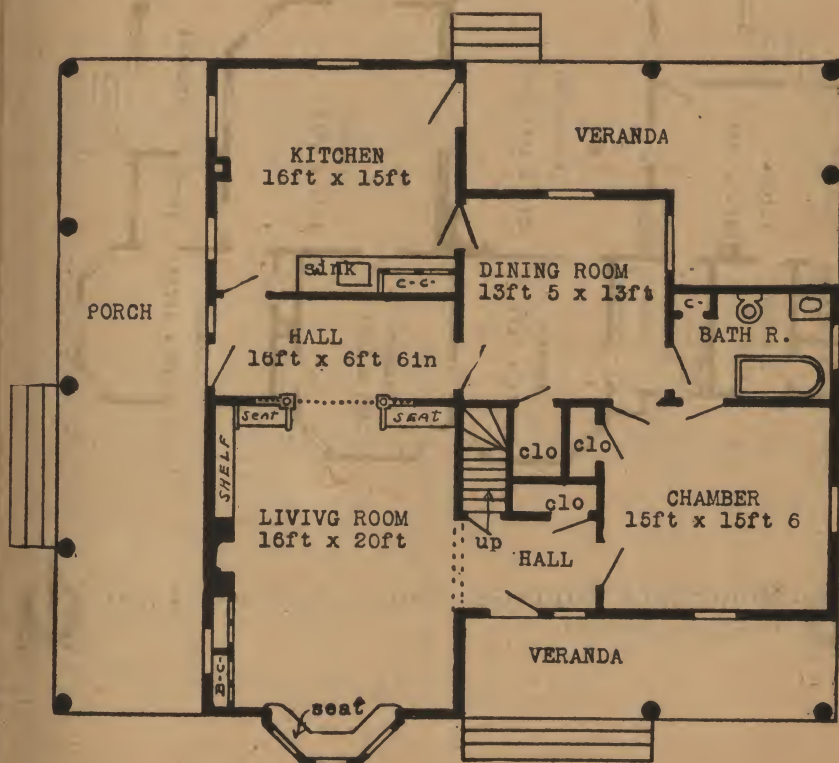 VERANDA
KITCHEN
16ft x 15ft
sink
C-C-
DINING ROOM
13ft 5 x 13ft
C-
BATH R.
PORCH
HALL
16ft x 6ft 6in
SEAT
SEAT
SHELF
clo
clo
clo
LIVIVG ROOM
16ft x 20ft
up
HALL
CHAMBER
15ft x 15ft 6
B-C-
seat
VERANDA